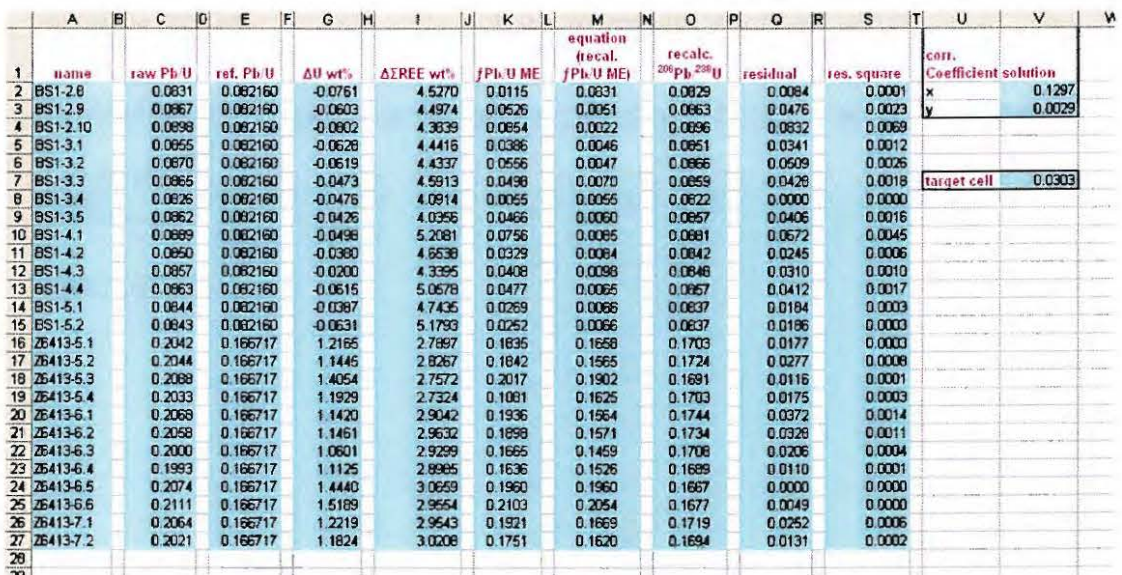 A B C D E F G H I J K L M N O P Q R S T U V W
1 name raw Pb/U ref. Pb/U ΔU wt% ΔΣREE wt% ƒPb/U ME equation (recal. ƒPb/U ME) recalc. 206Pb/238U residual res. square corr. Coefficient solution
2 BS1-2.8 0.0831 0.082160 -0.0761 4.5270 0.0115 0.0031 0.0829 0.0084 0.0001 x 0.1297
3 BS1-2.9 0.0867 0.082160 -0.0603 4.4974 0.0526 0.0051 0.0863 0.0476 0.0023 y 0.0029
4 BS1-2.10 0.0898 0.082160 -0.0802 4.3839 0.0854 0.0022 0.0896 0.0832 0.0069
5 BS1-3.1 0.0855 0.082160 -0.0628 4.4416 0.0386 0.0046 0.0851 0.0341 0.0012
6 BS1-3.2 0.0870 0.082160 -0.0619 4.4337 0.0556 0.0047 0.0866 0.0509 0.0026
7 BS1-3.3 0.0865 0.082160 -0.0473 4.5913 0.0498 0.0070 0.0859 0.0428 0.0018 target cell 0.0303
8 BS1-3.4 0.0826 0.082160 -0.0476 4.0914 0.0055 0.0055 0.0822 0.0000 0.0000
9 BS1-3.5 0.0862 0.082160 -0.0426 4.0356 0.0466 0.0060 0.0857 0.0406 0.0016
10 BS1-4.1 0.0889 0.082160 -0.0498 5.2081 0.0756 0.0085 0.0881 0.0672 0.0045
11 BS1-4.2 0.0850 0.082160 -0.0380 4.6538 0.0329 0.0084 0.0842 0.0245 0.0006
12 BS1-4.3 0.0857 0.082160 -0.0200 4.3395 0.0408 0.0098 0.0848 0.0310 0.0010
13 BS1-4.4 0.0863 0.082160 -0.0615 5.0578 0.0477 0.0065 0.0857 0.0412 0.0017
14 BS1-5.1 0.0844 0.082160 -0.0387 4.7435 0.0269 0.0086 0.0837 0.0184 0.0003
15 BS1-5.2 0.0843 0.082160 -0.0631 5.1793 0.0252 0.0066 0.0837 0.0186 0.0003
16 Z6413-5.1 0.2042 0.166717 1.2165 2.7897 0.1835 0.1658 0.1703 0.0177 0.0003
17 Z6413-5.2 0.2044 0.166717 1.1445 2.8267 0.1842 0.1565 0.1724 0.0277 0.0008
18 Z6413-5.3 0.2088 0.166717 1.4054 2.7572 0.2017 0.1902 0.1691 0.0116 0.0001
19 Z6413-5.4 0.2033 0.166717 1.1929 2.7324 0.1801 0.1625 0.1703 0.0175 0.0003
20 Z6413-6.1 0.2068 0.166717 1.1420 2.9042 0.1936 0.1564 0.1744 0.0372 0.0014
21 Z6413-6.2 0.2058 0.166717 1.1461 2.9632 0.1898 0.1571 0.1734 0.0328 0.0011
22 Z6413-6.3 0.2000 0.166717 1.0601 2.9299 0.1665 0.1459 0.1708 0.0206 0.0004
23 Z6413-6.4 0.1993 0.166717 1.1125 2.8985 0.1636 0.1526 0.1689 0.0110 0.0001
24 Z6413-6.5 0.2074 0.166717 1.4440 3.0659 0.1960 0.1960 0.1667 0.0000 0.0000
25 Z6413-6.6 0.2111 0.166717 1.5189 2.9554 0.2103 0.2054 0.1677 0.0049 0.0000
26 Z6413-7.1 0.2064 0.166717 1.2219 2.9543 0.1921 0.1669 0.1719 0.0252 0.0006
27 Z6413-7.2 0.2021 0.166717 1.1824 3.0208 0.1751 0.1620 0.1694 0.0131 0.0002
28